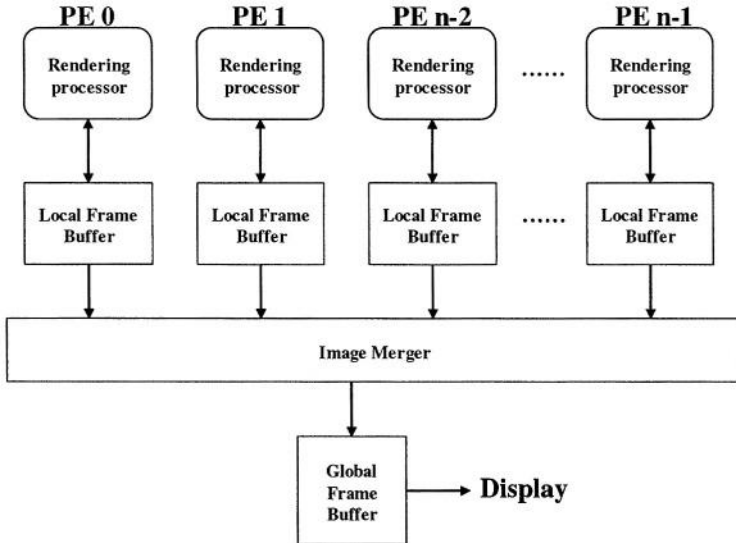 PE 0 PE 1 PE n-2 PE n-1
Rendering processor Rendering processor Rendering processor ...... Rendering processor
Local Frame Buffer Local Frame Buffer Local Frame Buffer ...... Local Frame Buffer
Image Merger
Global
Frame
Buffer
Display